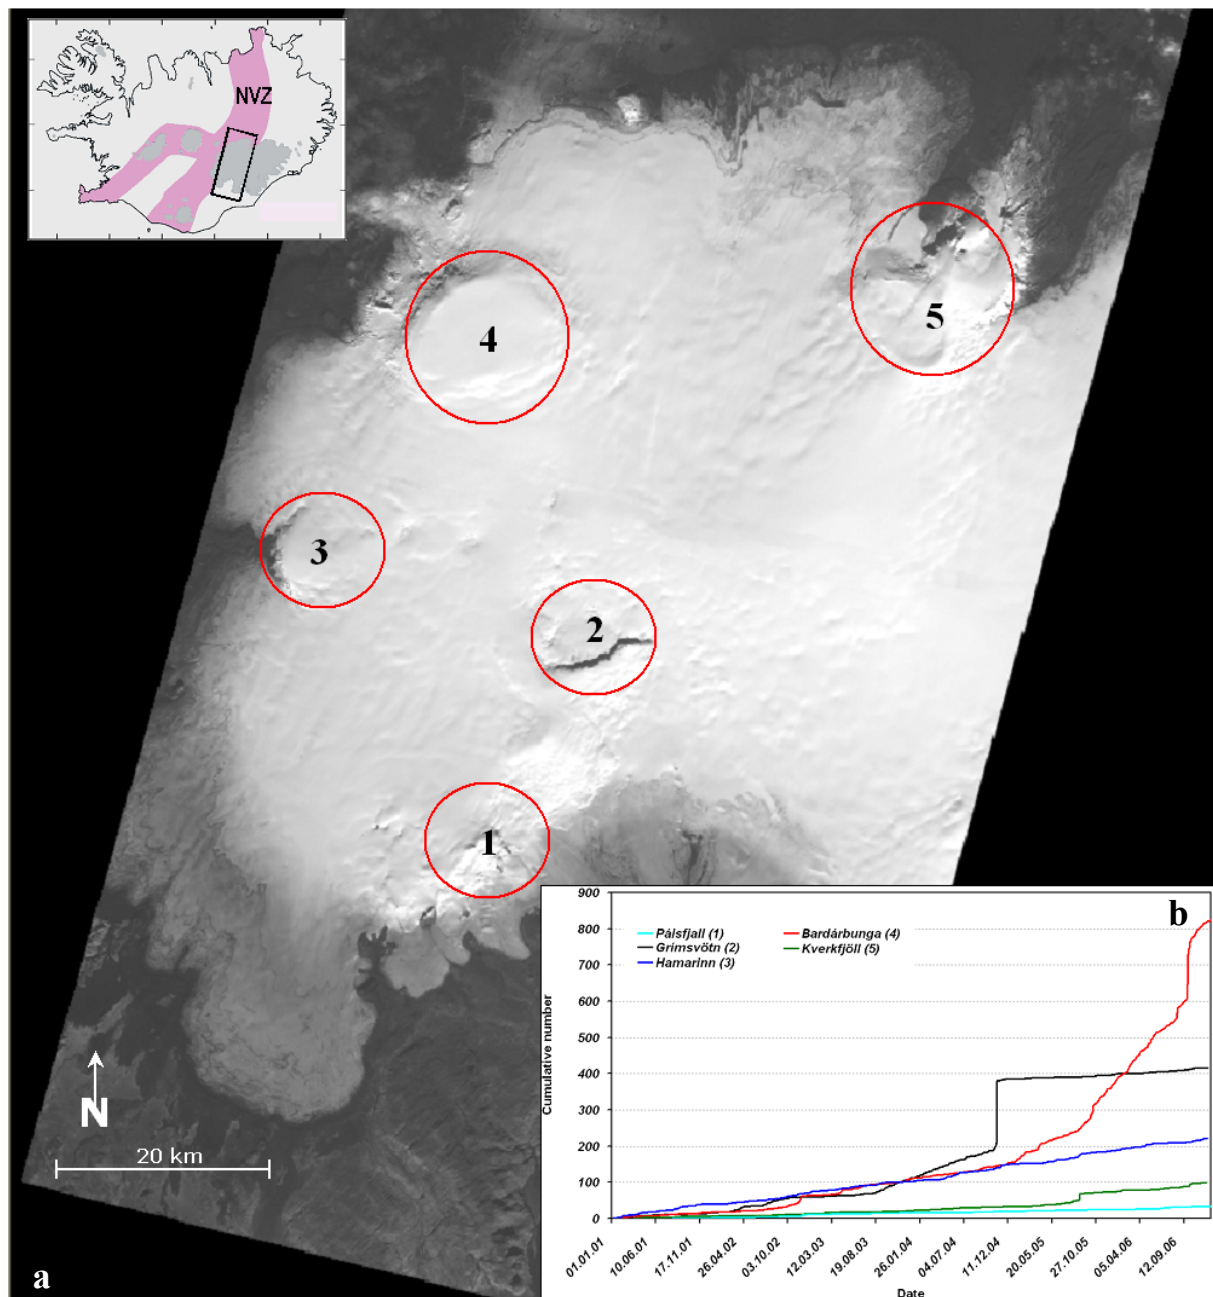 NVZ
4
5
3
2
1
N
20 km
a
b
900
800
700
600
500
400
300
200
100
0
Cumulative number
Pálsfjall (1)
Grímsvötn (2)
Hamarinn (3)
Bardárbunga (4)
Kverkfjöll (5)
01.01.01
10.06.01
17.11.01
26.04.02
03.10.02
12.03.03
19.08.03
26.01.04
04.07.04
11.12.04
20.05.05
27.10.05
05.04.06
12.09.06
Date